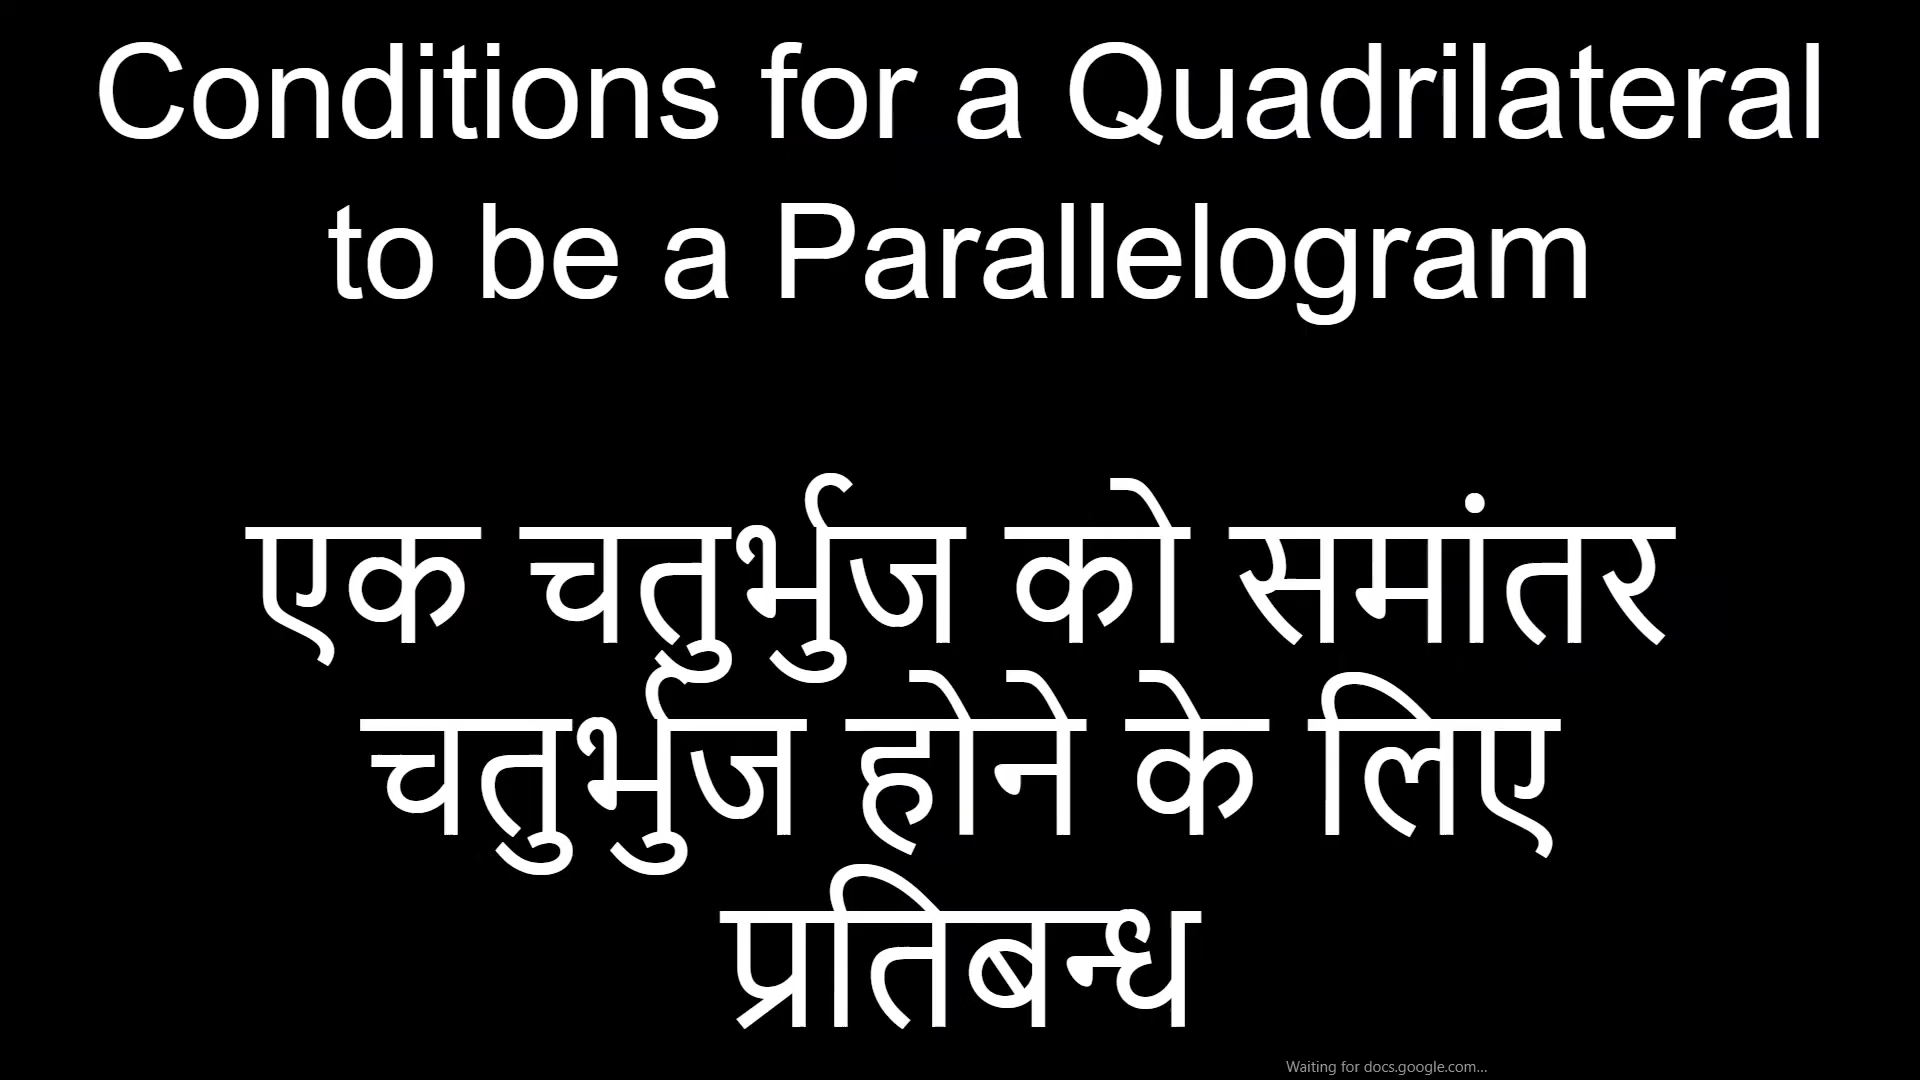 Conditions for a Quadrilateral
to be a Parallelogram
एक चतुर्भुज को समांतर
चतुर्भुज होने के लिए
प्रतिबन्ध
Waiting for docs.google.com...